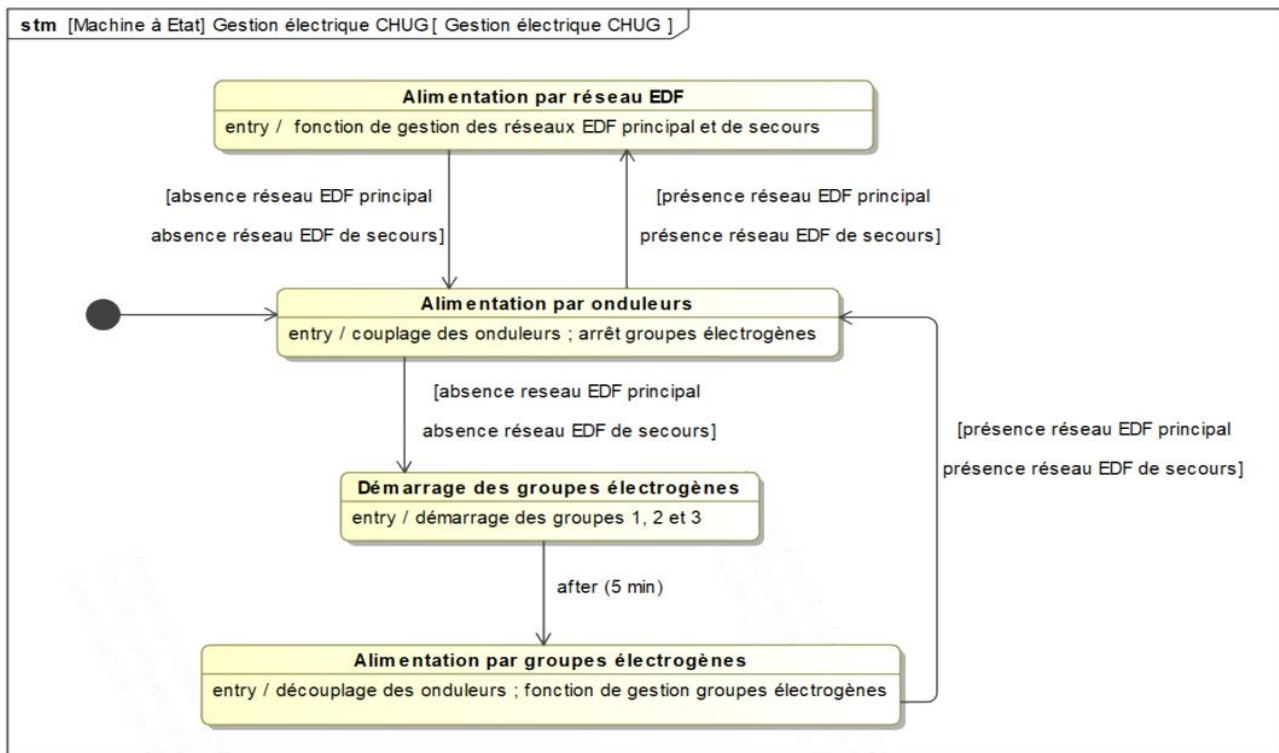 stm [Machine à Etat] Gestion électrique CHUG [ Gestion électrique CHUG ]
Alimentation par réseau EDF
entry / fonction de gestion des réseaux EDF principal et de secours
[absence réseau EDF principal
absence réseau EDF de secours]
[présence réseau EDF principal
présence réseau EDF de secours]
Alimentation par onduleurs
entry / couplage des onduleurs ; arrêt groupes électrogènes
[absence reseau EDF principal
absence réseau EDF de secours]
[présence réseau EDF principal
présence réseau EDF de secours]
Démarrage des groupes électrogènes
entry / démarrage des groupes 1, 2 et 3
after (5 min)
Alimentation par groupes électrogènes
entry / découplage des onduleurs ; fonction de gestion groupes électrogènes